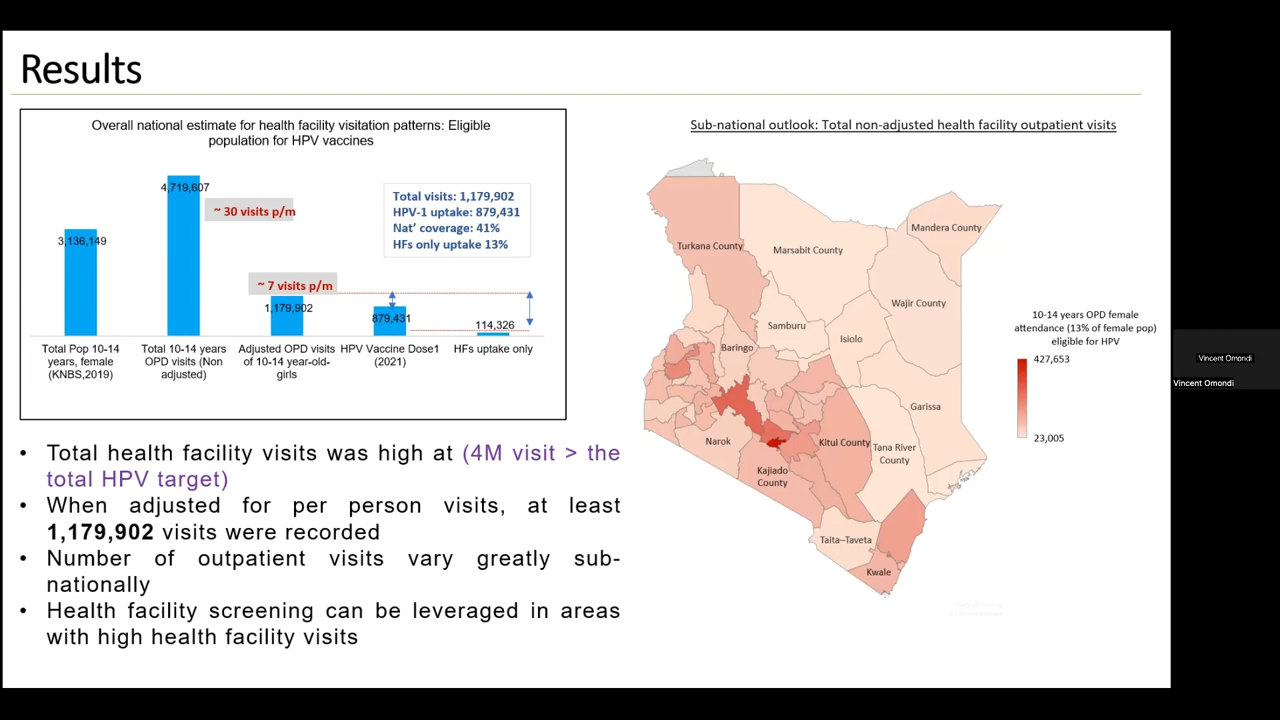 Results
Overall national estimate for health facility visitation patterns: Eligible
population for HPV vaccines
4,719,607
~ 30 visits p/m
3,136,149
Total visits: 1,179,902
HPV-1 uptake: 879,431
Nat' coverage: 41%
HFs only uptake 13%
~ 7 visits p/m
1,179,902
879,431
114,326
Total Pop 10-14
years, female
(KNBS,2019)
Total 10-14 years
OPD visits (Non
adjusted)
Adjusted OPD visits
of 10-14 year-old-
girls
HPV Vaccine Dose1
(2021)
HFs uptake only
• Total health facility visits was high at (4M visit > the
total HPV target)
• When adjusted for per person visits, at least
1,179,902 visits were recorded
• Number of outpatient visits vary greatly sub-
nationally
• Health facility screening can be leveraged in areas
with high health facility visits
Sub-national outlook: Total non-adjusted health facility outpatient visits
Turkana County
Marsabit County
Mandera County
Wajir County
Samburu
Isiolo
Baringo
Garissa
Narok
Kitui County
Tana River
County
Kajiado
County
Taita–Taveta
Kwale
10-14 years OPD female
attendance (13% of female pop)
eligible for HPV
427,653
23,005
Vincent Omondi
Vincent Omondi